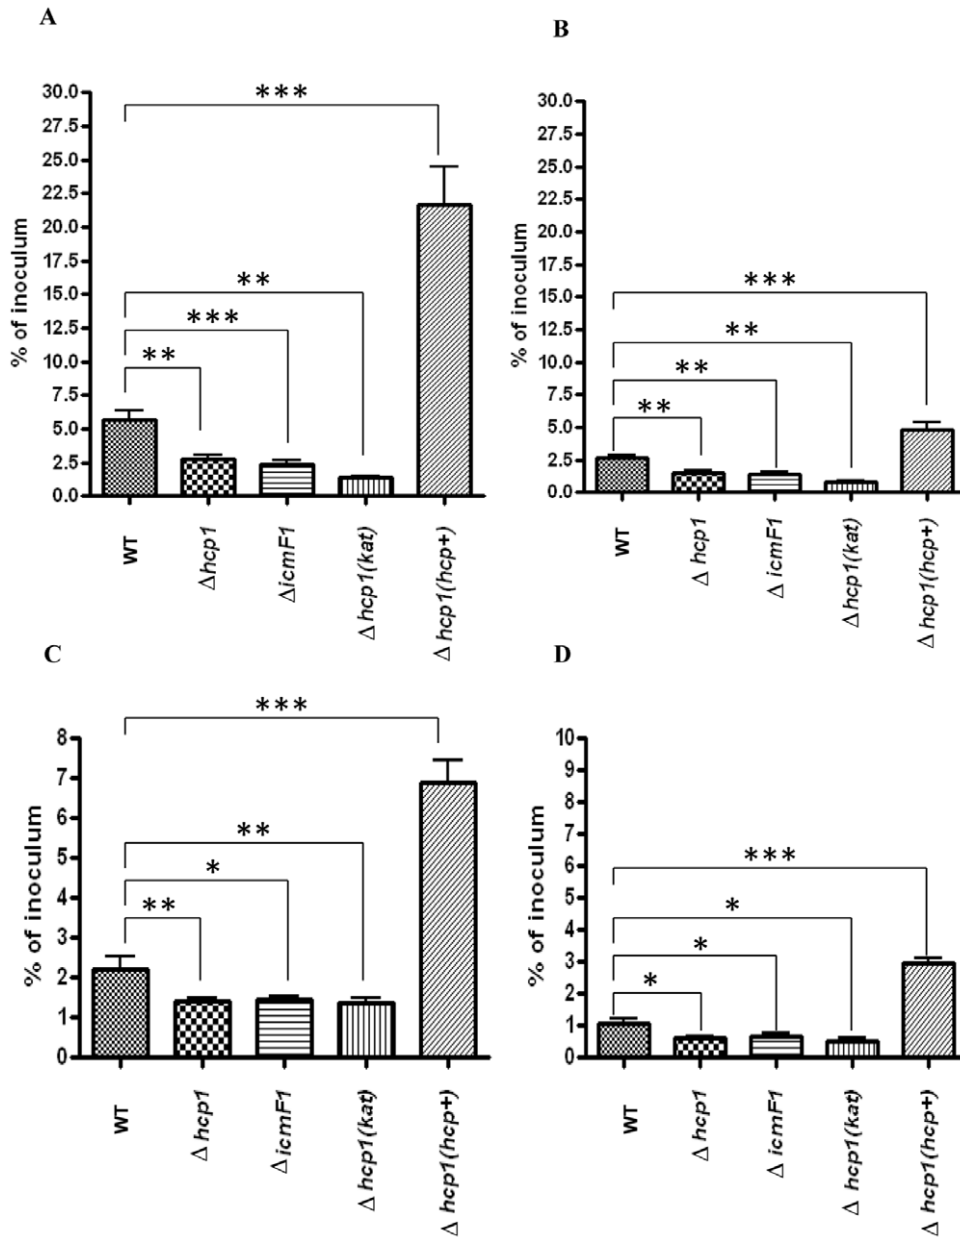 A
B
% of inoculum
30.0
27.5
25.0
22.5
20.0
17.5
15.0
12.5
10.0
7.5
5.0
2.5
0.0
***
**
***
**
WT
Δhcp1
ΔicmF1
Δ hcp1(kat)
Δ hcp1(hcp+)
% of inoculum
30.0
27.5
25.0
22.5
20.0
17.5
15.0
12.5
10.0
7.5
5.0
2.5
0.0
***
**
**
**
WT
Δ hcp1
Δ icmF1
Δ hcp1(kat)
Δ hcp1(hcp+)
C
D
% of inoculum
8
7
6
5
4
3
2
1
0
***
**
*
**
WT
Δ hcp1
Δ icmF1
Δ hcp1(kat)
Δ hcp1(hcp+)
% of inoculum
10
9
8
7
6
5
4
3
2
1
0
***
*
*
*
WT
Δ hcp1
Δ icmF1
Δ hcp1(kat)
Δ hcp1(hcp+)